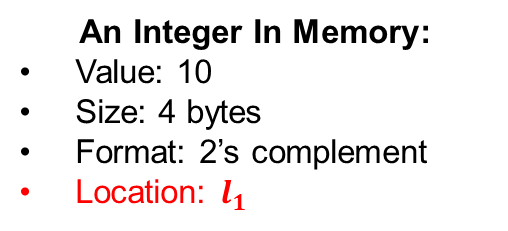 An Integer In Memory:
• Value: 10
• Size: 4 bytes
• Format: 2’s complement
• Location: l₁